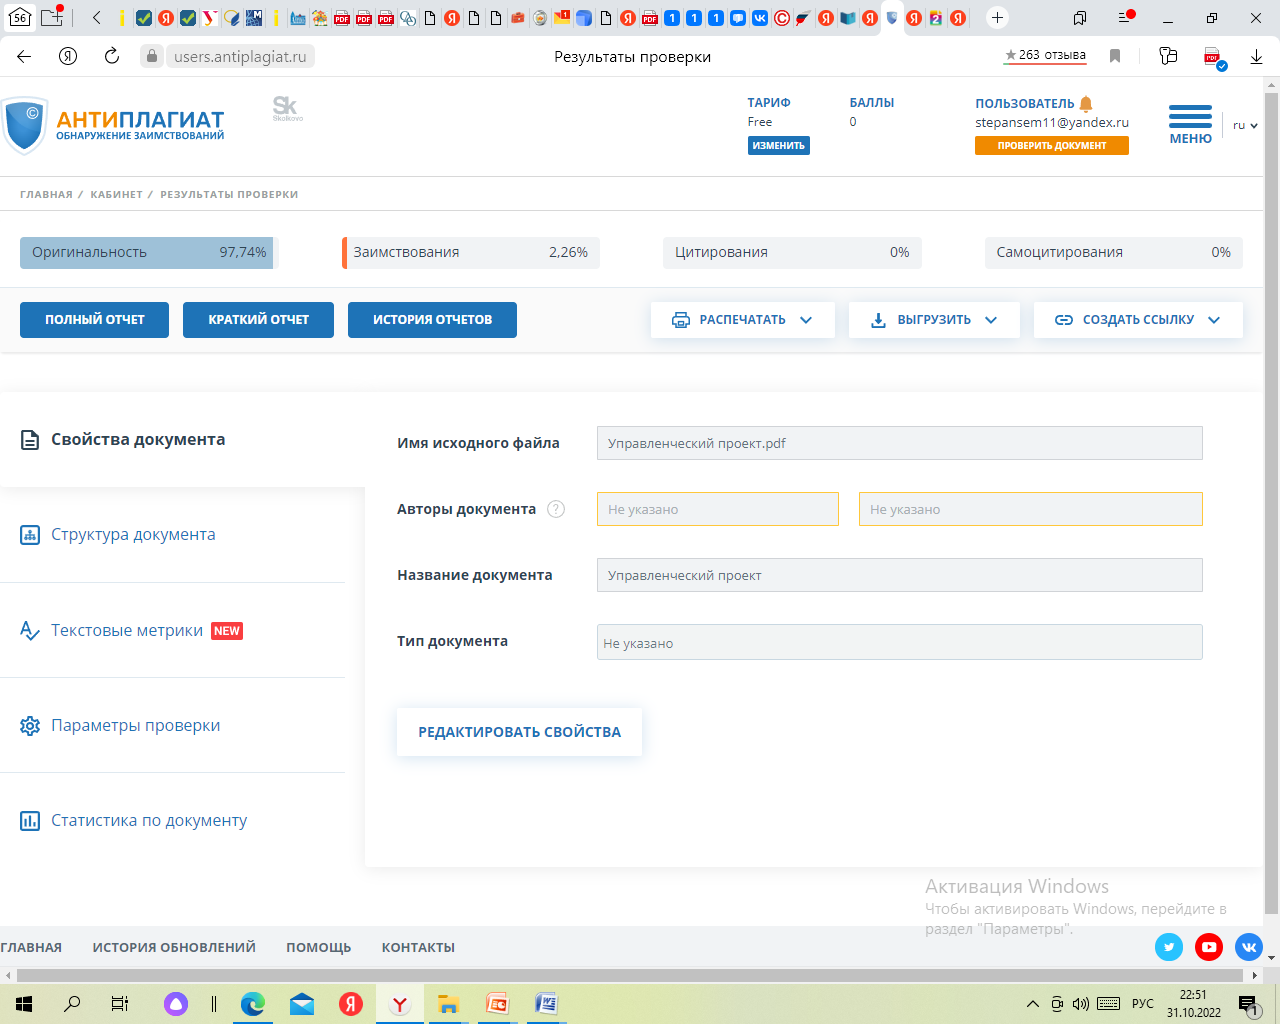 56
users.antiplagiat.ru
Результаты проверки
263 отзыва
АНТИПЛАГИАТ
ОБНАРУЖЕНИЕ ЗАИМСТВОВАНИЙ
Sk
Skolkovo
ТАРИФ
Free
ИЗМЕНИТЬ
БАЛЛЫ
0
ПОЛЬЗОВАТЕЛЬ
stepansem11@yandex.ru
ПРОВЕРИТЬ ДОКУМЕНТ
МЕНЮ
ru
ГЛАВНАЯ / КАБИНЕТ / РЕЗУЛЬТАТЫ ПРОВЕРКИ
Оригинальность 97,74%
Заимствования 2,26%
Цитирования 0%
Самоцитирования 0%
ПОЛНЫЙ ОТЧЕТ
КРАТКИЙ ОТЧЕТ
ИСТОРИЯ ОТЧЕТОВ
РАСПЕЧАТАТЬ
ВЫГРУЗИТЬ
СОЗДАТЬ ССЫЛКУ
Свойства документа
Структура документа
Текстовые метрики NEW
Параметры проверки
Статистика по документу
Имя исходного файла
Управленческий проект.pdf
Авторы документа ?
Не указано
Не указано
Название документа
Управленческий проект
Тип документа
Не указано
РЕДАКТИРОВАТЬ СВОЙСТВА
Активация Windows
Чтобы активировать Windows, перейдите в
раздел "Параметры".
ГЛАВНАЯ
ИСТОРИЯ ОБНОВЛЕНИЙ
ПОМОЩЬ
КОНТАКТЫ
РУС
22:51
31.10.2022
1